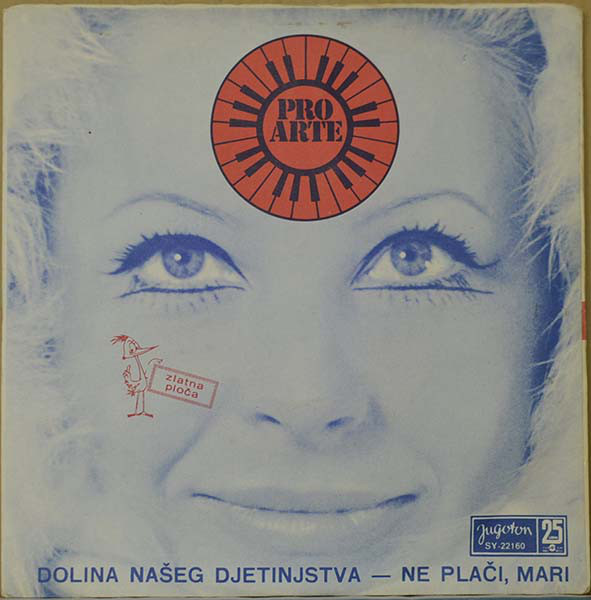 PRO
ARTE
zlatna
ploča
Jugoton
SY-22160
25
DOLINA NAŠEG DJETINJSTVA — NE PLAČI, MARI